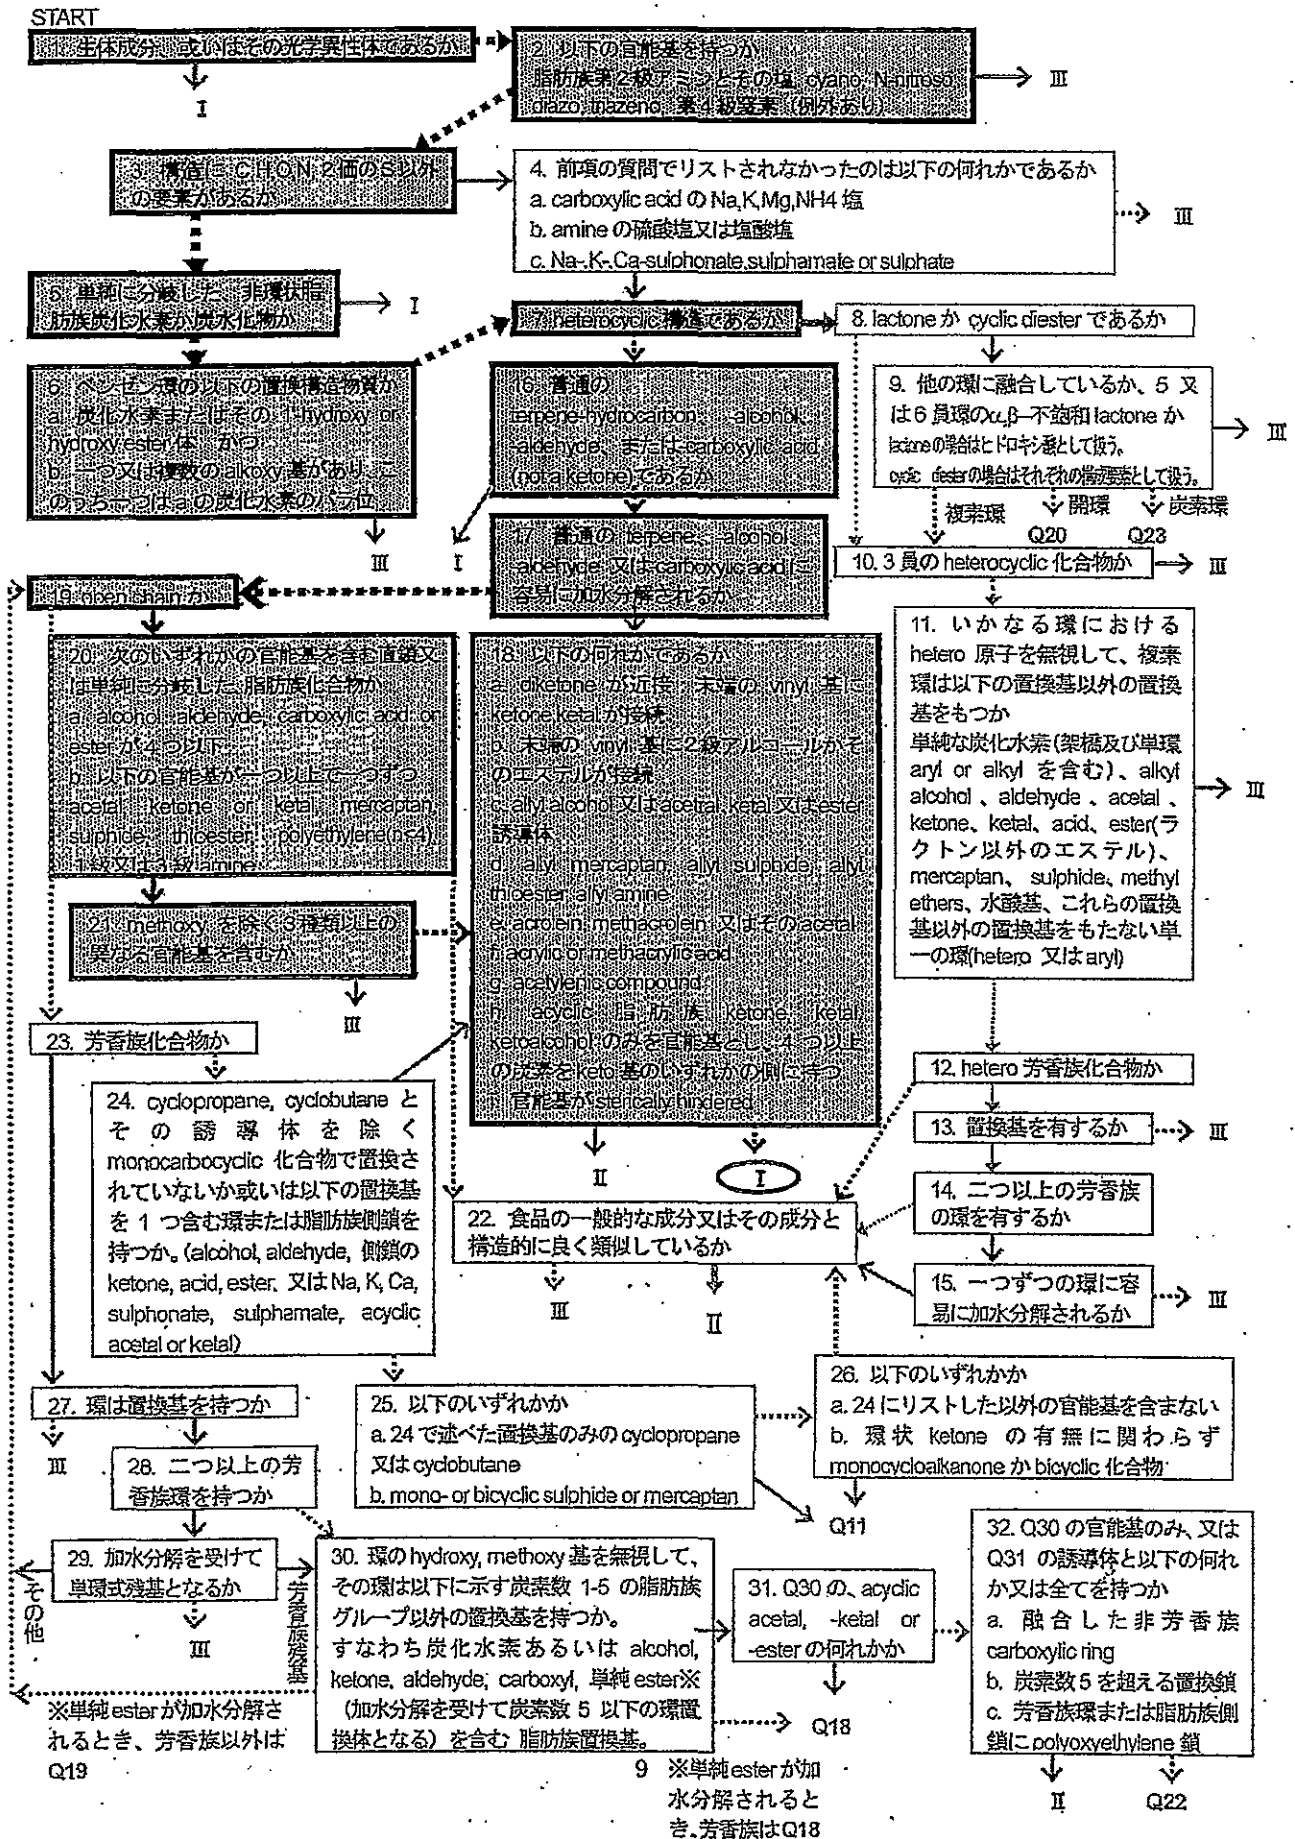 START
1. 生体成分、或いはその光学異性体であるか
I
2. 以下の官能基を持つか
脂肪族第2級アミンとその塩, cyano, N-nitroso,
diazo, triazeno, 第4級窒素（例外あり）
III
3. 構造に C,H,O,N, 2価のS以外
の要素があるか
4. 前項の質問でリストされなかったのは以下の何れかであるか
a. carboxylic acid の Na,K,Mg,NH4 塩
b. amine の硫酸塩又は塩酸塩
c. Na-,K-,Ca-sulphonate,sulphamate or sulphate
III
5. 単純に分岐した、非環状脂
肪族炭化水素か炭水化物か
I
6. ベンゼン環の以下の置換構造物質か
a. 炭化水素またはその 1'-hydroxy or
hydroxy ester 体 かつ
b. 一つ又は複数の alkoxy 基があり、こ
のうち一つは a の炭化水素のパラ位
III
7. heterocyclic 構造であるか
8. lactone か cyclic diester であるか
9. 他の環に融合しているか、5 又
は 6 員環のα,β-不飽和 lactone か
lactone の場合はヒドロキシ酸として扱う。
cyclic diester の場合はそれぞれの構成要素として扱う。
III
複素環
開環
炭素環
Q20
Q23
10. 3 員の heterocyclic 化合物か
III
11. いかなる環における
hetero 原子を無視して、複素
環は以下の置換基以外の置換
基をもつか
単純な炭化水素(架橋及び単環
aryl or alkyl を含む)、alkyl
alcohol 、aldehyde 、acetal 、
ketone、ketal、acid、ester(ラ
クトン以外のエステル)、
mercaptan、 sulphide、methyl
ethers、水酸基、これらの置換
基以外の置換基をもたない単
一の環(hetero 又は aryl)
III
12. hetero 芳香族化合物か
13. 置換基を有するか
III
14. 二つ以上の芳香族
の環を有するか
15. 一つずつの環に容
易に加水分解されるか
III
16. 普通の
terpene-hydrocarbon, -alcohol,
-aldehyde、または-carboxylic acid
(not a ketone)であるか
I
17. 普通の terpene、-alcohol,
-aldehyde 又は-carboxylic acid に
容易に加水分解されるか
18. 以下の何れかであるか
a. diketone が近接；末端の vinyl 基に
ketone,ketal が接続
b. 末端の vinyl 基に2級アルコールかそ
のエステルが接続
c. allyl alcohol 又は acetral, ketal 又は ester
誘導体
d. allyl mercaptan, allyl sulphide, allyl
thioester, allyl amine
e. acrolein, methacrolein 又はその acetal
f. acrylic or methacrylic acid
g. acetylenic compound
h. acyclic 脂肪族 ketone, ketal,
ketoalcohol のみを官能基とし、4 つ以上
の炭素を keto 基のいずれかの側に持つ
i. 官能基が sterically hindered
II
I
19. open chain か
20. 次のいずれかの官能基を含む直鎖又
は単純に分岐した、脂肪族化合物か
a. alcohol, aldehyde, carboxylic acid or
ester が 4 つ以下
b. 以下の官能基が一つ以上で一つずつ
acetal, ketone or ketal, mercaptan,
sulphide, thioester, polyethylene(n<4),
1級又は3級 amine
21. methoxy を除く3種類以上の
異なる官能基を含むか
III
22. 食品の一般的な成分又はその成分と
構造的に良く類似しているか
III
II
23. 芳香族化合物か
24. cyclopropane, cyclobutane と
その誘導体を除く
monocarbocyclic 化合物で置換さ
れていないか或いは以下の置換基
を 1 つ含む環または脂肪族側鎖を
持つか。(alcohol, aldehyde, 側鎖の
ketone, acid, ester, 又は Na, K, Ca,
sulphonate, sulphamate, acyclic
acetal or ketal)
25. 以下のいずれかか
a. 24 で述べた置換基のみの cyclopropane
又は cyclobutane
b. mono- or bicyclic sulphide or mercaptan
Q11
26. 以下のいずれかか
a. 24 にリストした以外の官能基を含まない
b. 環状 ketone の有無に関わらず
monocycloalkanone か bicyclic 化合物
27. 環は置換基を持つか
III
28. 二つ以上の芳
香族環を持つか
29. 加水分解を受けて
単環式残基となるか
その他
芳香族残基
III
※単純 ester が加水分解さ
れるとき、芳香族以外は
Q19
30. 環の hydroxy, methoxy 基を無視して、
その環は以下に示す炭素数 1-5 の脂肪族
グループ以外の置換基を持つか。
すなわち炭化水素あるいは alcohol,
ketone, aldehyde, carboxyl, 単純 ester※
（加水分解を受けて炭素数 5 以下の環置
換体となる）を含む 脂肪族置換基。
31. Q30 の、acyclic
acetal, -ketal or
-ester の何れかか
Q18
32. Q30 の官能基のみ、又は
Q31 の誘導体と以下の何れ
か又は全てを持つか
a. 融合した非芳香族
carboxylic ring
b. 炭素数 5 を超える置換鎖
c. 芳香族環または脂肪族側
鎖に polyoxyethylene 鎖
II
Q22
9
※単純 ester が加
水分解されると
き、芳香族は Q18